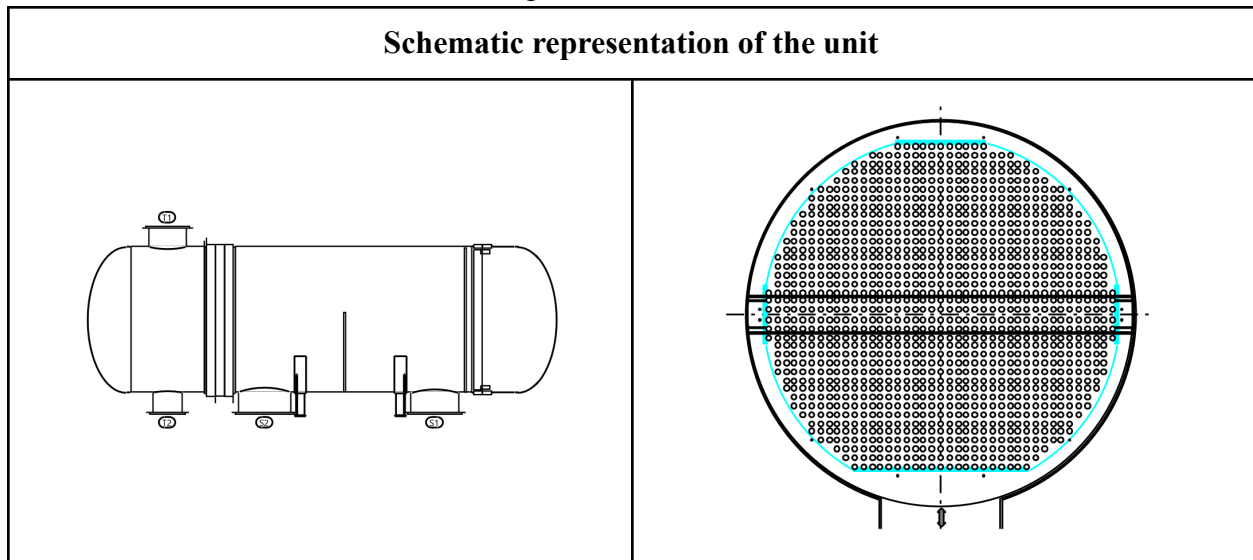 Schematic representation of the unit
T1
T2
S2
S1